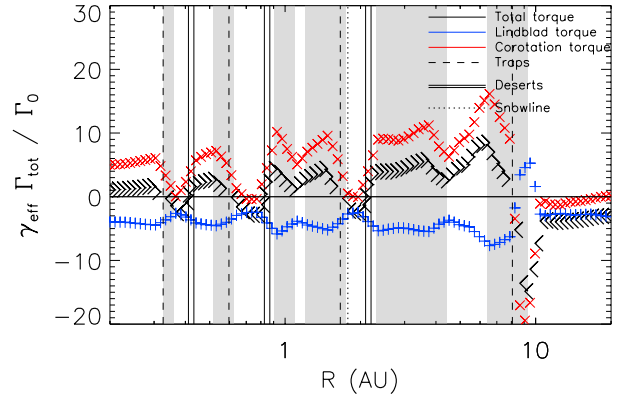 Total torque
Lindblad torque
Corotation torque
Traps
Deserts
Snowline
30
20
10
0
-10
-20
γeff Γtot / Γ0
1
10
R (AU)